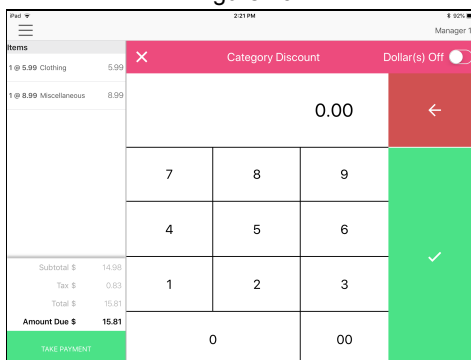 iPad 2:21 PM
Manager 1
Items
1 @ 5.99 Clothing 5.99
1 @ 8.99 Miscellaneous 8.99
Subtotal $ 14.98
Tax $ 0.83
Total $ 15.81
Amount Due $ 15.81
TAKE PAYMENT
Category Discount Dollar(s) Off
0.00
7 8 9
4 5 6
1 2 3
0 00